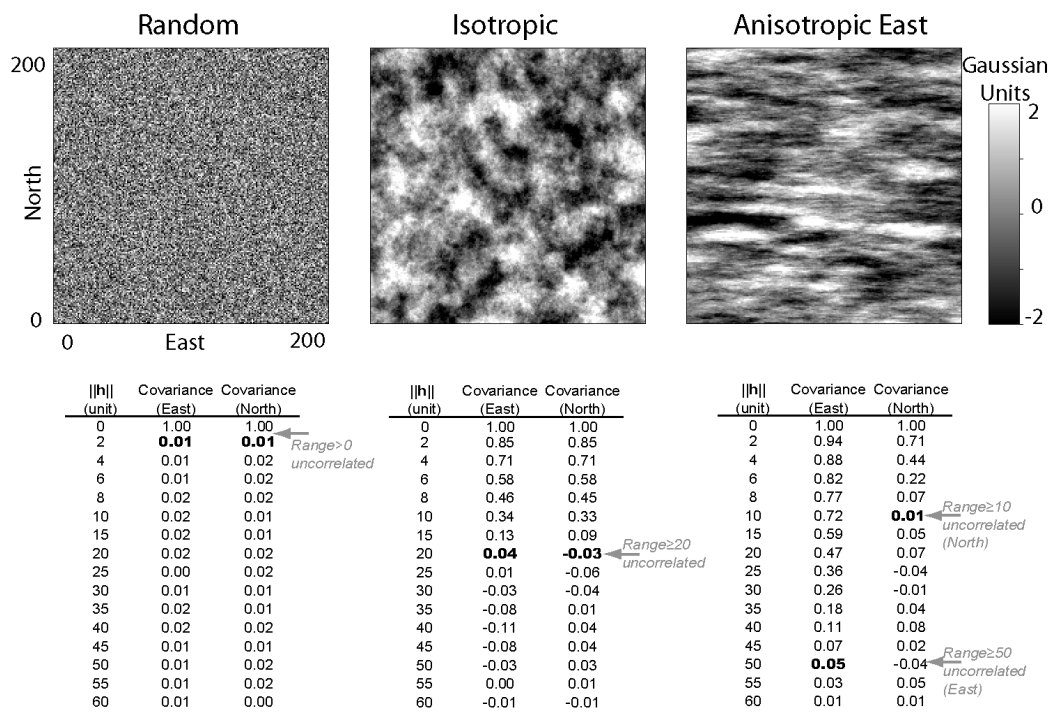 Random Isotropic Anisotropic East
200
Gaussian
Units
2
North
0
-2
0
0 East 200
||h|| Covariance Covariance
(unit) (East) (North)
0 1.00 1.00
2 0.01 0.01
4 0.01 0.02
6 0.01 0.02
8 0.02 0.02
10 0.02 0.01
15 0.02 0.02
20 0.02 0.02
25 0.00 0.02
30 0.01 0.01
35 0.02 0.01
40 0.02 0.02
45 0.01 0.01
50 0.01 0.02
55 0.01 0.02
60 0.01 0.00
Range>0
uncorrelated
||h|| Covariance Covariance
(unit) (East) (North)
0 1.00 1.00
2 0.85 0.85
4 0.71 0.71
6 0.58 0.58
8 0.46 0.45
10 0.34 0.33
15 0.13 0.09
20 0.04 -0.03
25 0.01 -0.06
30 -0.03 -0.04
35 -0.08 0.01
40 -0.11 0.04
45 -0.08 0.04
50 -0.03 0.03
55 0.00 0.01
60 -0.01 -0.01
Range≥20
uncorrelated
||h|| Covariance Covariance
(unit) (East) (North)
0 1.00 1.00
2 0.94 0.71
4 0.88 0.44
6 0.82 0.22
8 0.77 0.07
10 0.72 0.01
15 0.59 0.05
20 0.47 0.07
25 0.36 -0.04
30 0.26 -0.01
35 0.18 0.04
40 0.11 0.08
45 0.07 0.02
50 0.05 -0.04
55 0.03 0.05
60 0.01 0.01
Range≥10
uncorrelated
(North)
Range≥50
uncorrelated
(East)